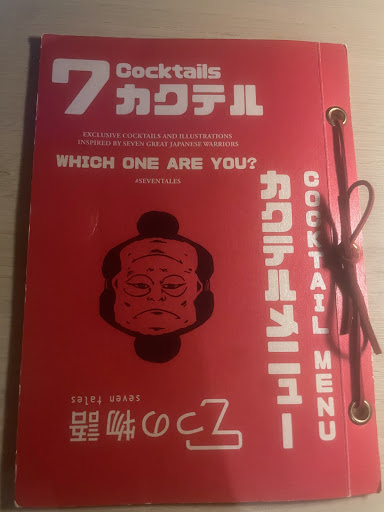 7
Cocktails
カクテル
EXCLUSIVE COCKTAILS AND ILLUSTRATIONS
INSPIRED BY SEVEN GREAT JAPANESE WARRIORS
WHICH ONE ARE YOU?
#SEVENTALES
COCKTAIL MENU
カクテルメニュー
7つの物語
seven tales